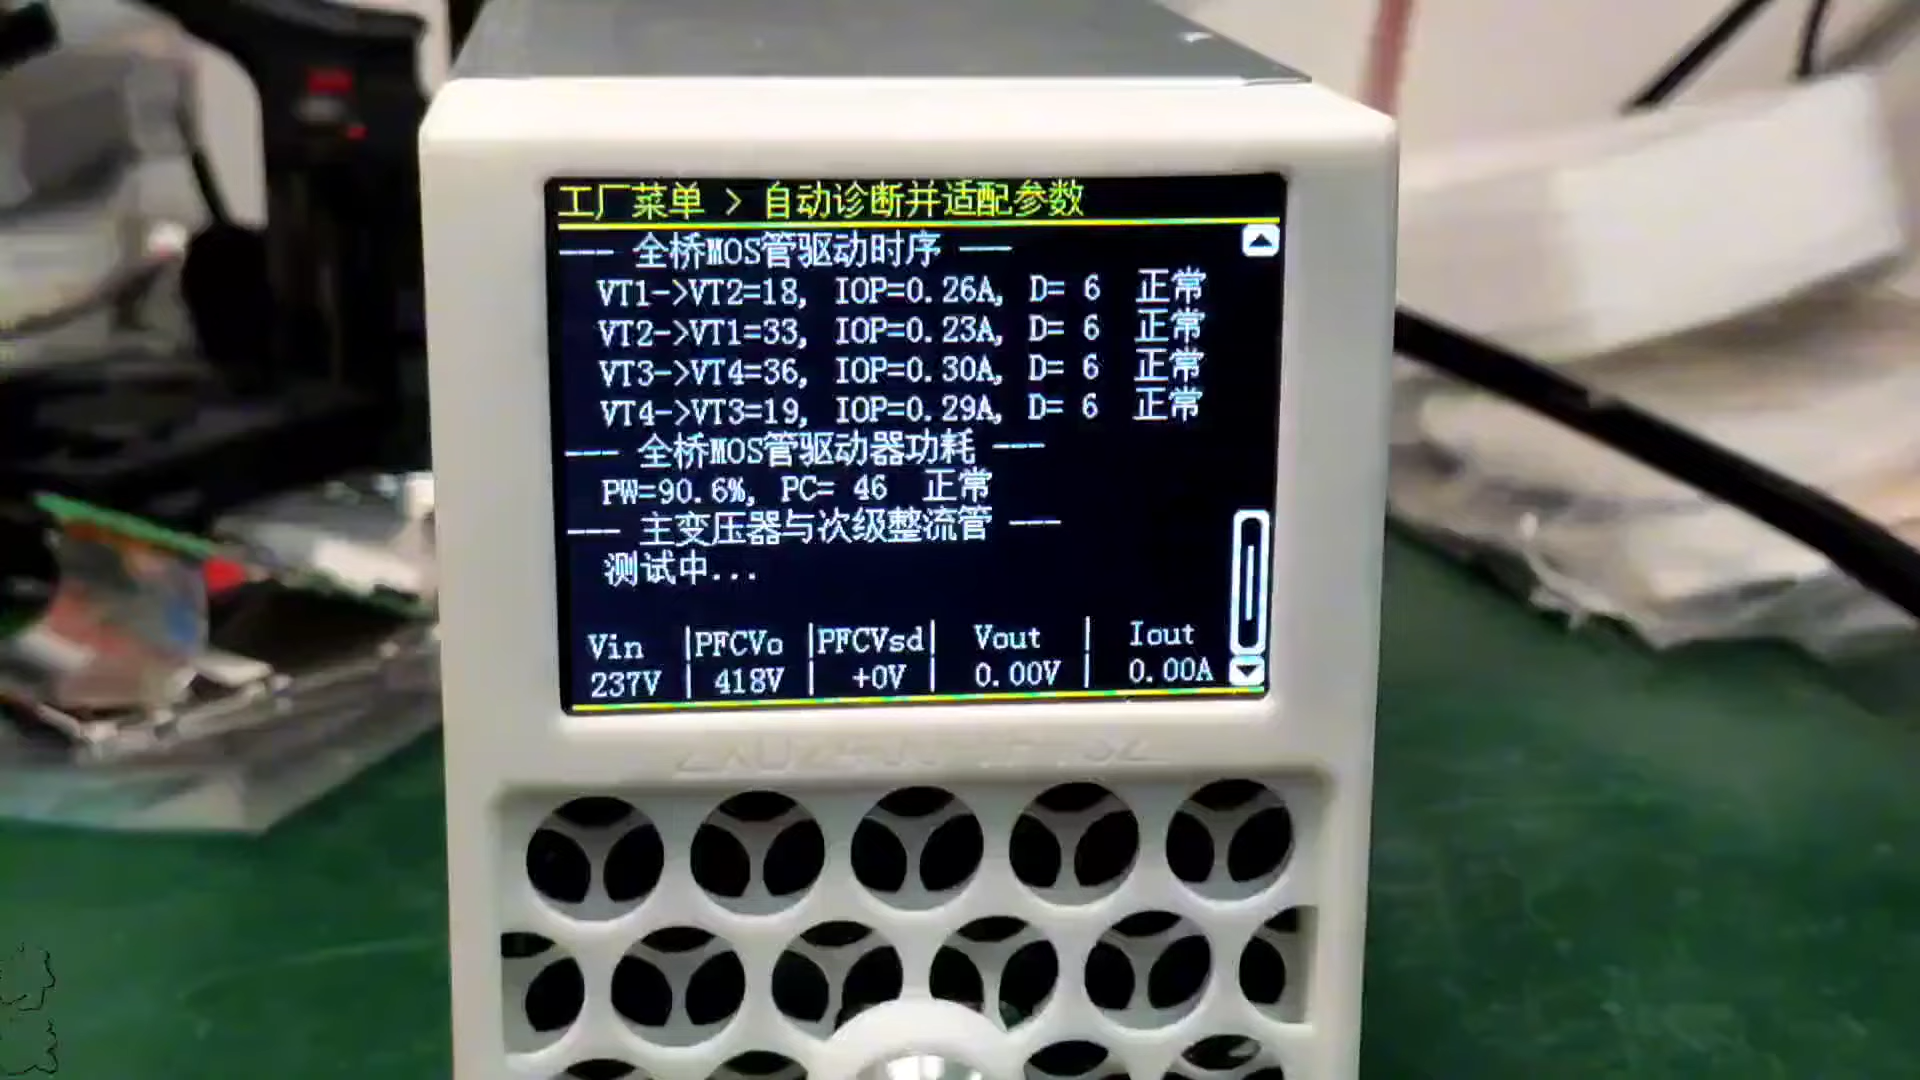 工厂菜单 > 自动诊断并适配参数
--- 全桥MOS管驱动时序 ---
VT1->VT2=18, IOP=0.26A, D= 6 正常
VT2->VT1=33, IOP=0.23A, D= 6 正常
VT3->VT4=36, IOP=0.30A, D= 6 正常
VT4->VT3=19, IOP=0.29A, D= 6 正常
--- 全桥MOS管驱动器功耗 ---
PW=90.6%, PC= 46 正常
--- 主变压器与次级整流管 ---
测试中...
Vin |PFCVo |PFCVsd| Vout | Iout
237V | 418V | +0V | 0.00V | 0.00A